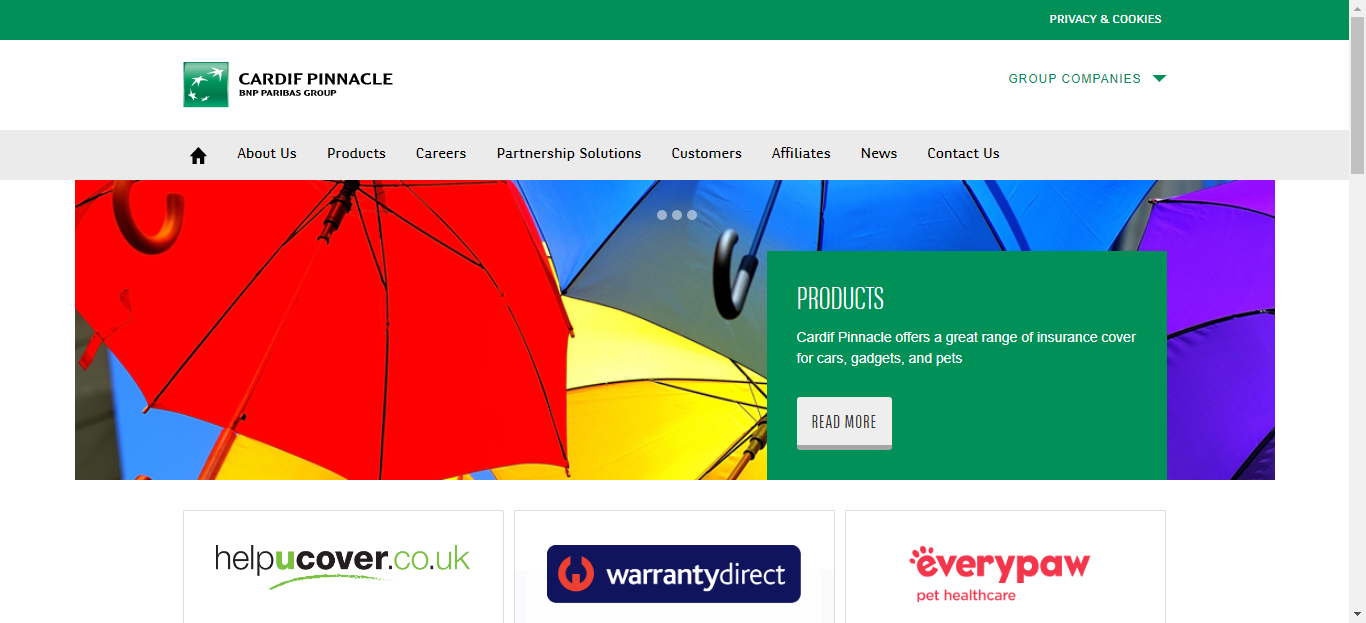 PRIVACY & COOKIES
CARDIF PINNACLE
BNP PARIBAS GROUP
GROUP COMPANIES
About Us Products Careers Partnership Solutions Customers Affiliates News Contact Us
PRODUCTS
Cardif Pinnacle offers a great range of insurance cover
for cars, gadgets, and pets
READ MORE
helpucover.co.uk
warrantydirect
everypaw
pet healthcare